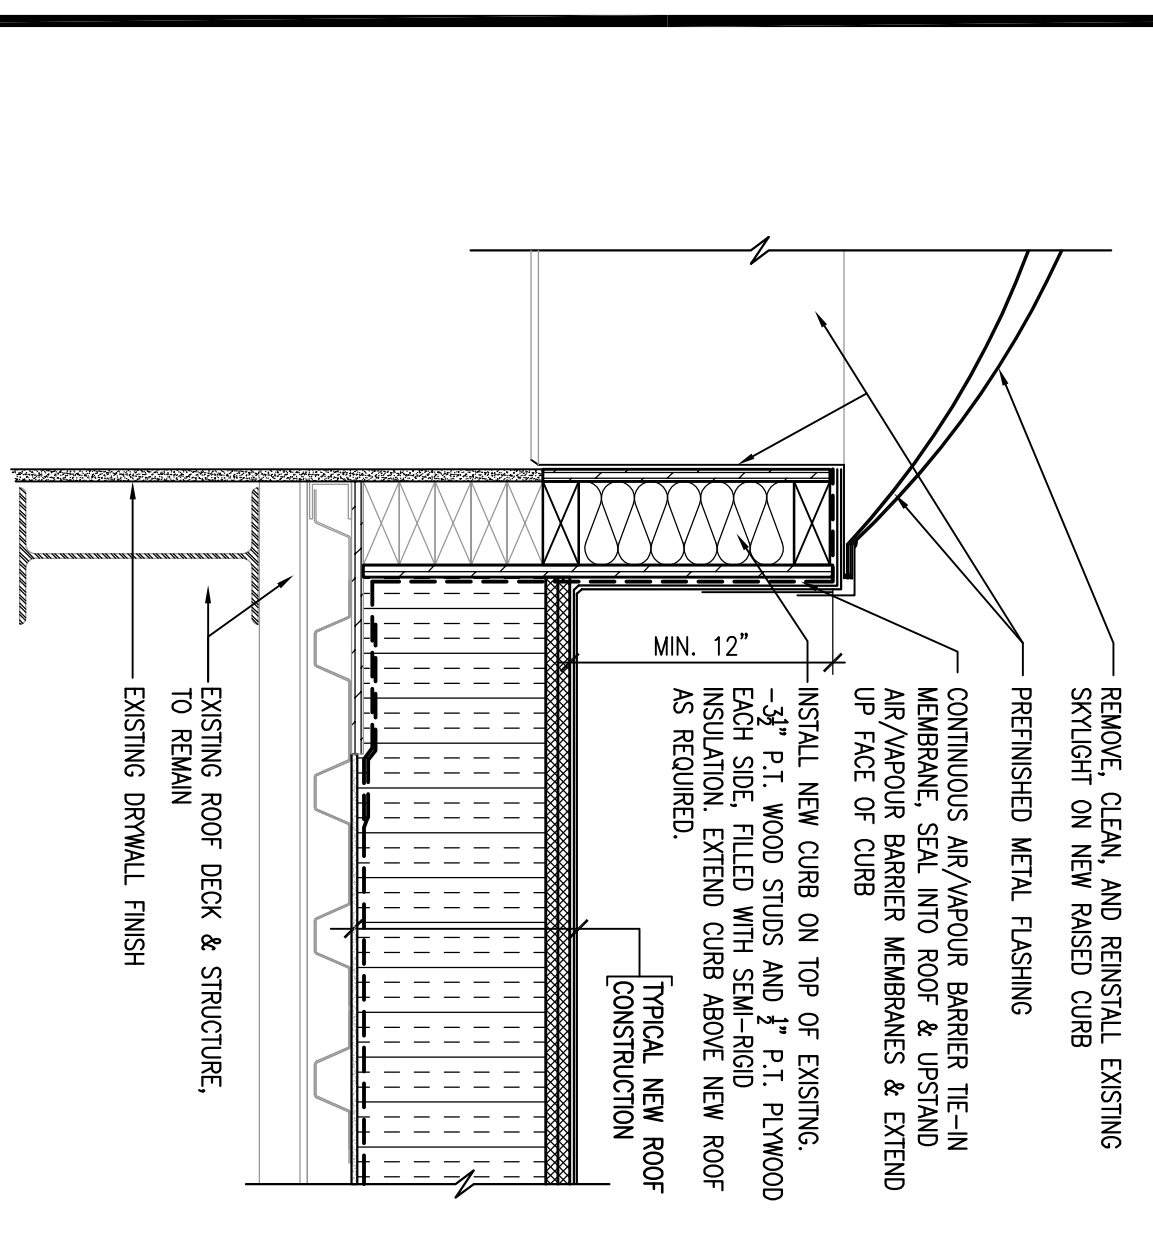 REMOVE, CLEAN, AND REINSTALL EXISTING
SKYLIGHT ON NEW RAISED CURB
PREFINISHED METAL FLASHING
CONTINUOUS AIR/VAPOUR BARRIER TIE-IN
MEMBRANE, SEAL INTO ROOF & UPSTAND
AIR/VAPOUR BARRIER MEMBRANES & EXTEND
UP FACE OF CURB
INSTALL NEW CURB ON TOP OF EXISITNG.
-3½" P.T. WOOD STUDS AND ½" P.T. PLYWOOD
EACH SIDE, FILLED WITH SEMI-RIGID
INSULATION. EXTEND CURB ABOVE NEW ROOF
AS REQUIRED.
MIN. 12"
TYPICAL NEW ROOF
CONSTRUCTION
EXISTING ROOF DECK & STRUCTURE,
TO REMAIN
EXISTING DRYWALL FINISH